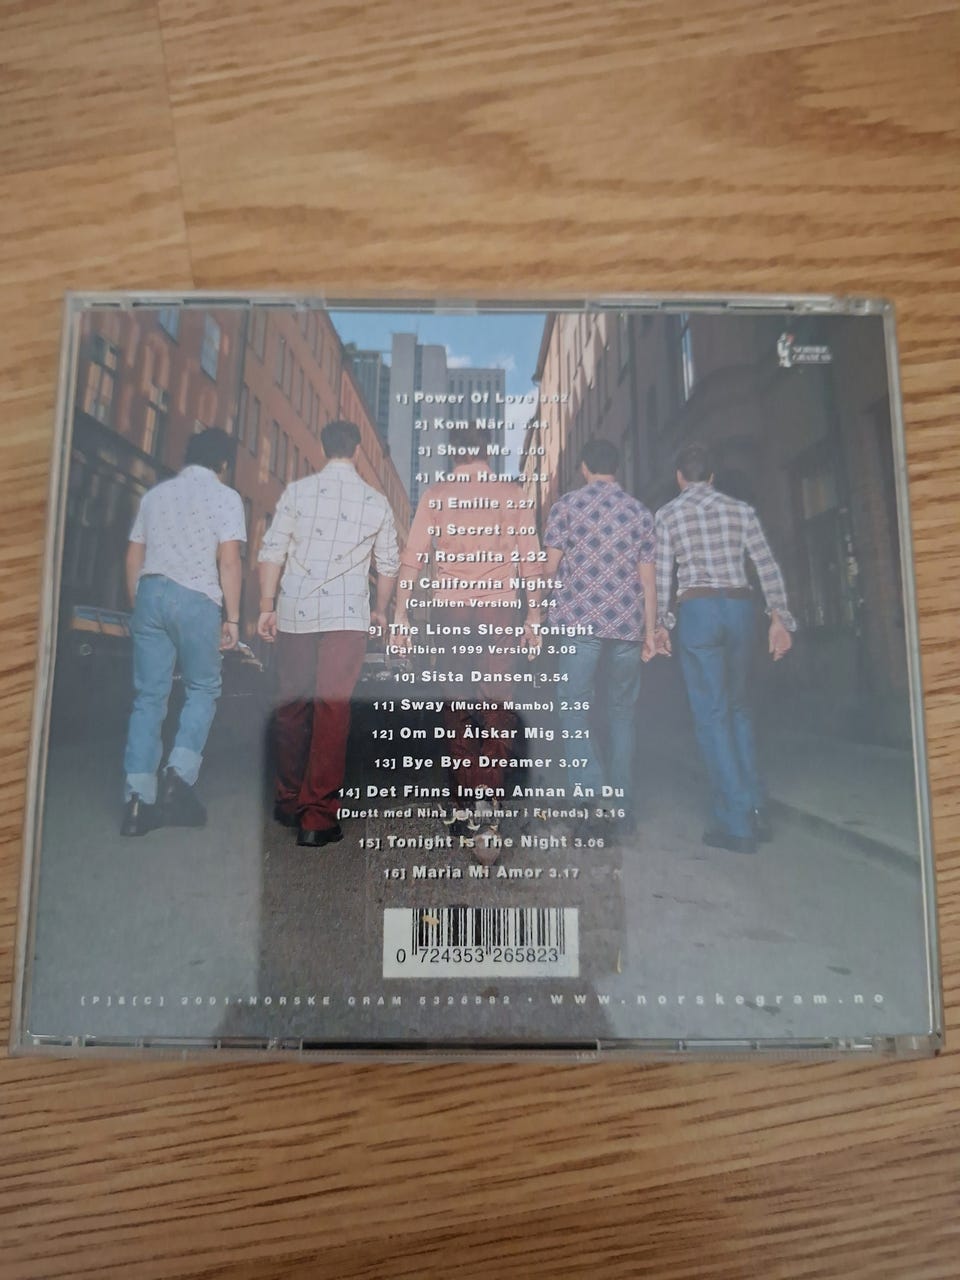 NORSKE
GRAM AS
1] Power Of Love 3.02
2] Kom Nära 3.44
3] Show Me 3.00
4] Kom Hem 3.33
5] Emilie 2.27
6] Secret 3.00
7] Rosalita 2.32
8] California Nights
(Caribien Version) 3.44
9] The Lions Sleep Tonight
(Caribien 1999 Version) 3.08
10] Sista Dansen 3.54
11] Sway (Mucho Mambo) 2.36
12] Om Du Älskar Mig 3.21
13] Bye Bye Dreamer 3.07
14] Det Finns Ingen Annan Än Du
(Duett med Nina i Friends) 3.16
15] Tonight Is The Night 3.06
16] Maria Mi Amor 3.17
0 724353 265823
[P]&[C] 2001•NORSKE GRAM 5326582 • www.norskegram.no